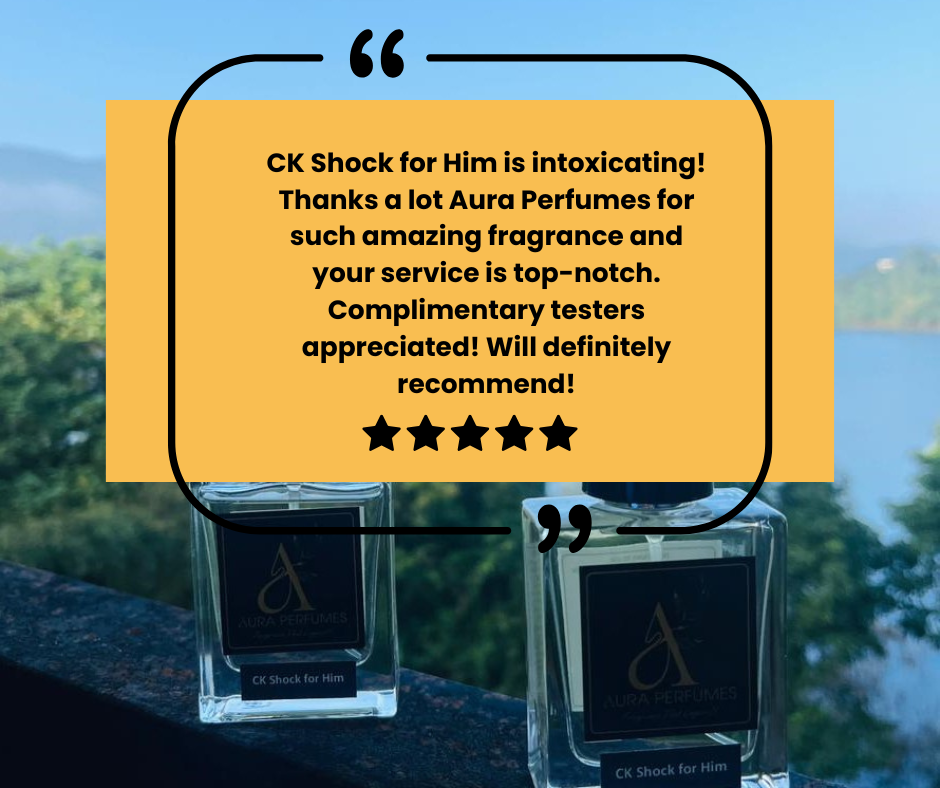 “
CK Shock for Him is intoxicating!
Thanks a lot Aura Perfumes for
such amazing fragrance and
your service is top-notch.
Complimentary testers
appreciated! Will definitely
recommend!
”
AURA PERFUMES
CK Shock for Him
AURA PERFUMES
CK Shock for Him